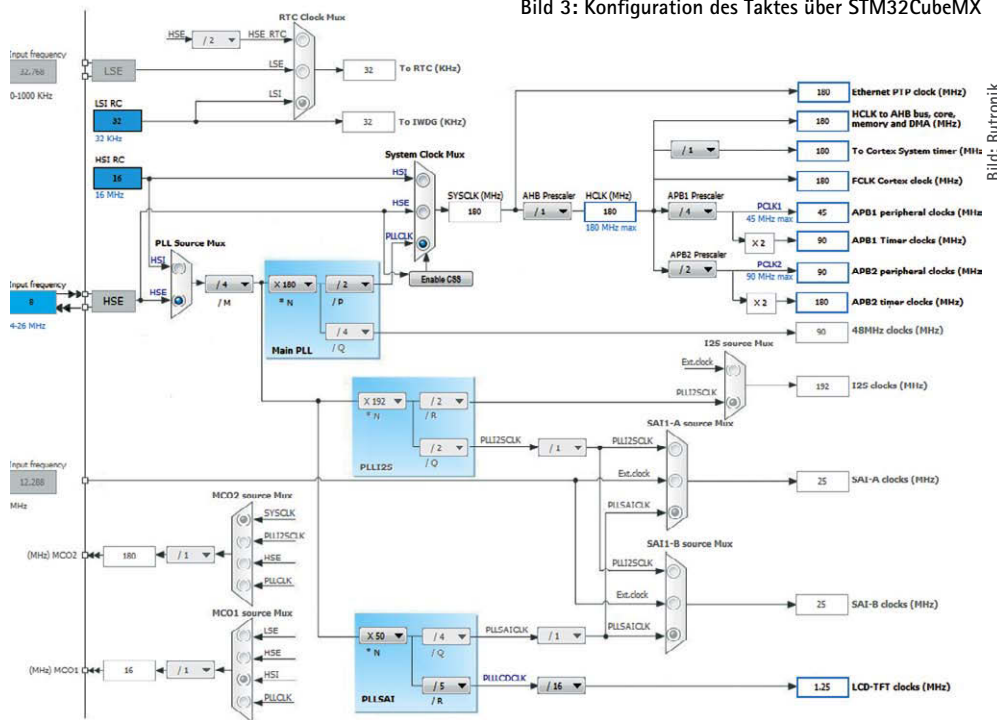 Bild 3: Konfiguration des Taktes über STM32CubeMX
Bild: Rutronik
RTC Clock Mux
HSE
/ 2
HSE_RTC
Input frequency
32.768
0-1000 KHz
LSE
LSE
LSI
32
To RTC (KHz)
LSI RC
32
32 KHz
32
To IWDG (KHz)
HSI RC
16
16 MHz
System Clock Mux
HSI
HSE
PLLCLK
Enable CSS
SYSCLK (MHz)
180
AHB Prescaler
/ 1
HCLK (MHz)
180
180 MHz max
180
Ethernet PTP clock (MHz)
180
HCLK to AHB bus, core,
memory and DMA (MHz)
/ 1
180
To Cortex System timer (MHz
180
FCLK Cortex clock (MHz)
APB1 Prescaler
/ 4
PCLK1
45 MHz max
45
APB1 peripheral clocks (MHz
X 2
90
APB1 Timer clocks (MHz)
APB2 Prescaler
/ 2
PCLK2
90 MHz max
90
APB2 peripheral clocks (MHz
X 2
180
APB2 timer clocks (MHz)
PLL Source Mux
HSI
HSE
Input frequency
8
4-26 MHz
HSE
/ 4
/ M
X 180
* N
/ 2
/ P
/ 4
/ Q
Main PLL
90
48MHz clocks (MHz)
I2S source Mux
Ext.clock
PLLI2SCLK
192
I2S clocks (MHz)
X 192
* N
/ 2
/ R
/ 2
/ Q
PLLI2S
PLLI2SCLK
/ 1
SAI1-A source Mux
PLLI2SCLK
Ext.clock
PLLSAICLK
25
SAI-A clocks (MHz)
Input frequency
12.288
MHz
MCO2 source Mux
SYSCLK
PLLI2SCLK
HSE
PLLCLK
(MHz) MCO2
180
/ 1
SAI1-B source Mux
PLLI2SCLK
Ext.clock
PLLSAICLK
25
SAI-B clocks (MHz)
MCO1 source Mux
LSE
HSE
HSI
PLLCLK
(MHz) MCO1
16
/ 1
X 50
* N
/ 4
/ Q
/ 5
/ R
PLLSAI
PLLSAICLK
/ 1
PLLLCDCLK
/ 16
1.25
LCD-TFT clocks (MHz)